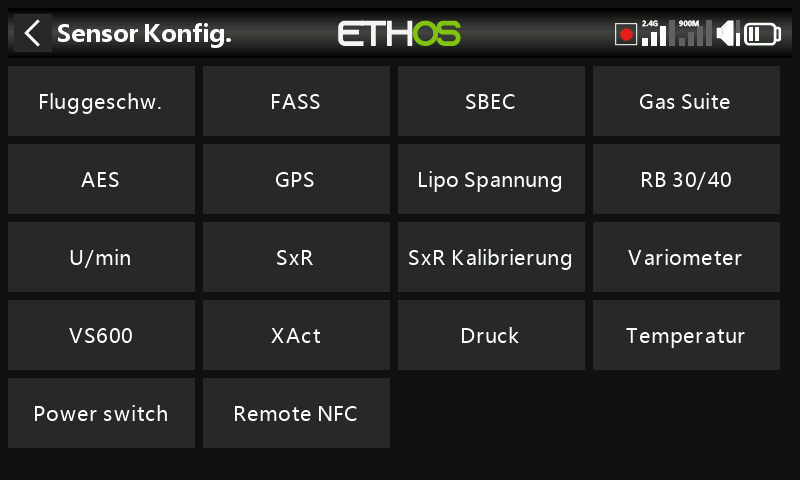 Sensor Konfig.
ETHOS
2.4G
900M
Fluggeschw.
FASS
SBEC
Gas Suite
AES
GPS
Lipo Spannung
RB 30/40
U/min
SxR
SxR Kalibrierung
Variometer
VS600
XAct
Druck
Temperatur
Power switch
Remote NFC